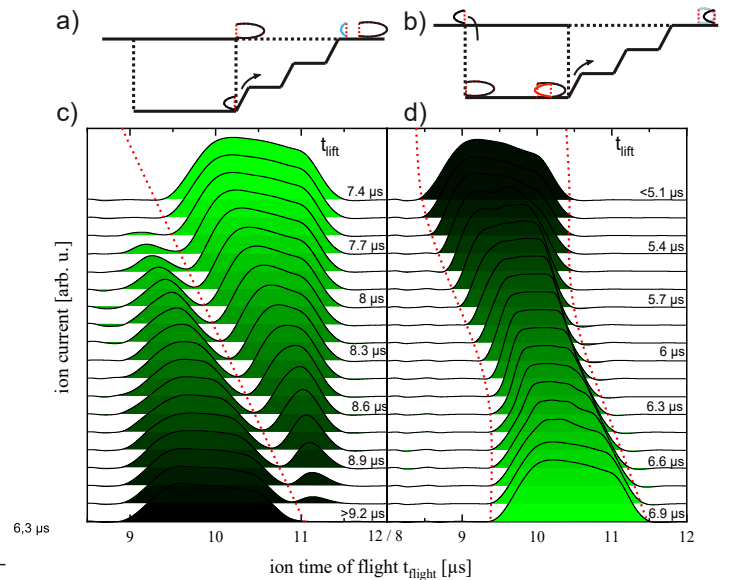 a)
b)
c)
d)
t_lift
t_lift
7.4 µs
<5.1 µs
7.7 µs
5.4 µs
8 µs
5.7 µs
8.3 µs
6 µs
8.6 µs
6.3 µs
8.9 µs
6.6 µs
>9.2 µs
6.9 µs
ion current [arb. u.]
6,3 µs
9
10
11
12 / 8
9
10
11
12
ion time of flight t_flight [µs]